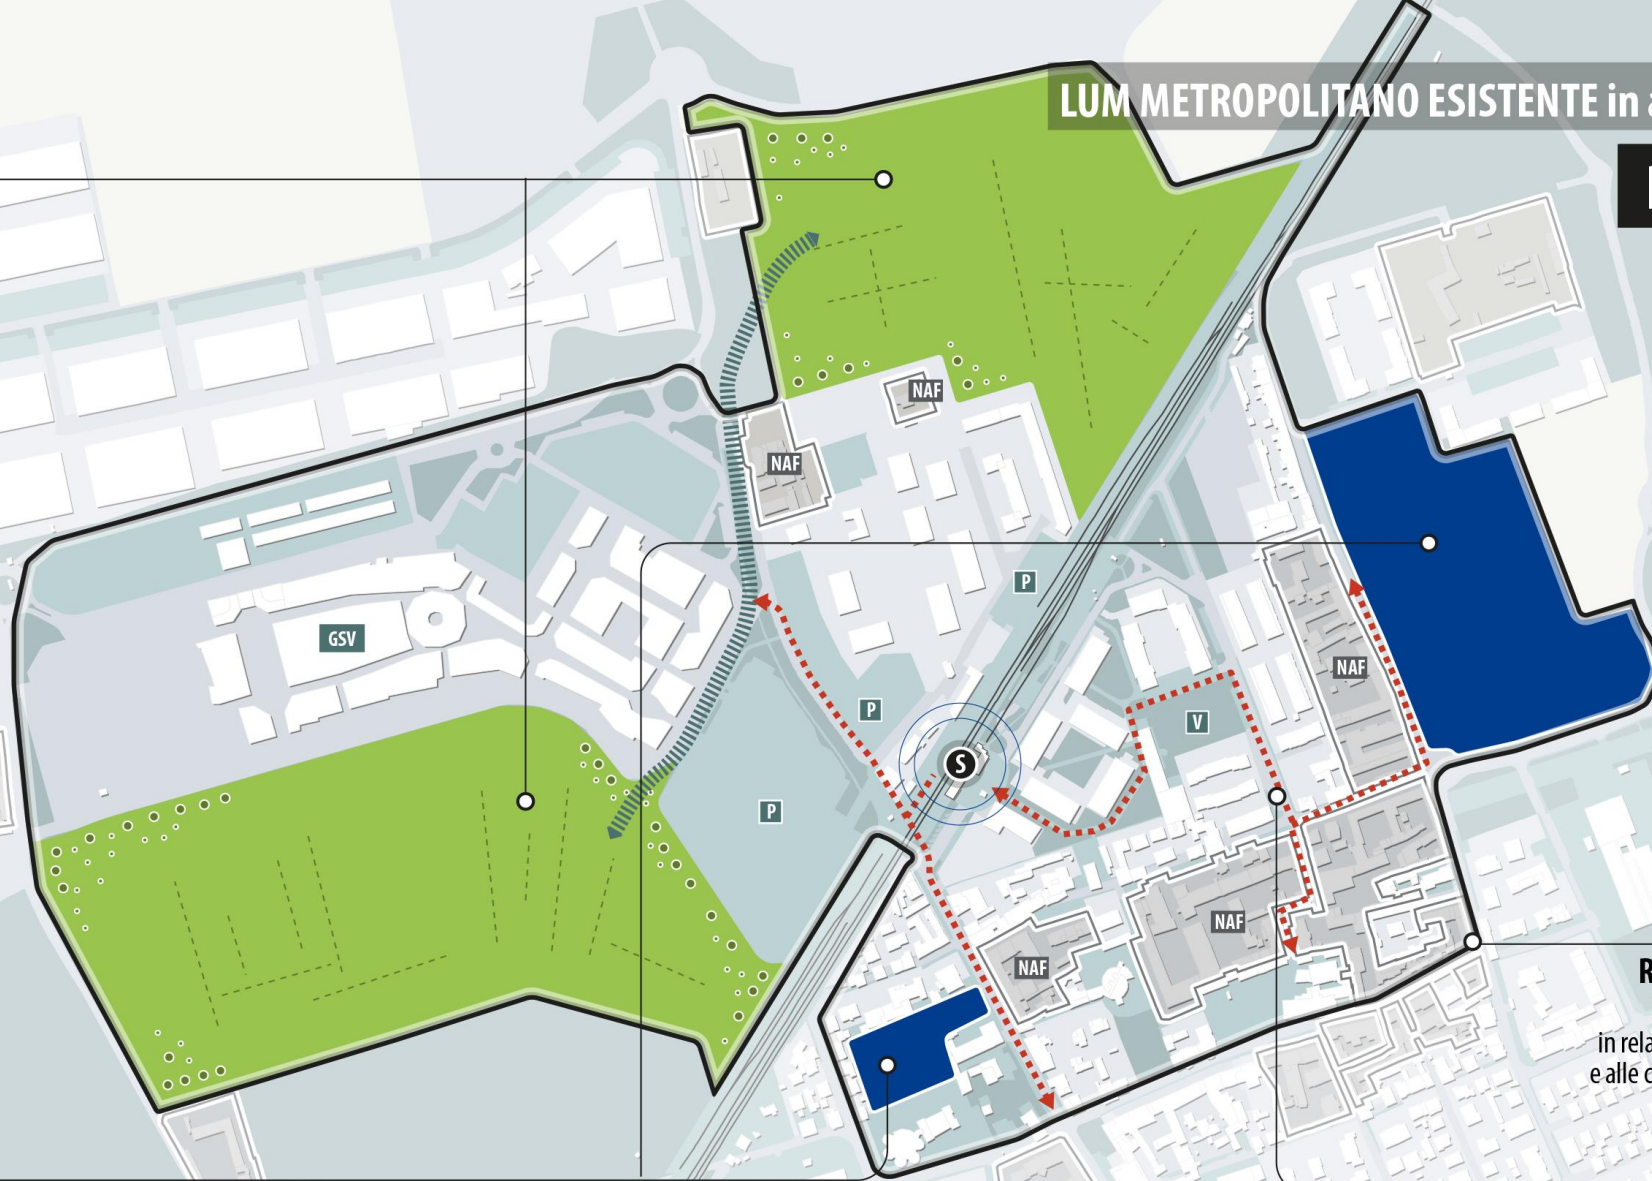 LUM METROPOLITANO ESISTENTE in
NAF
NAF
P
GSV
NAF
P
V
S
P
NAF
NAF
in rela
e alle c